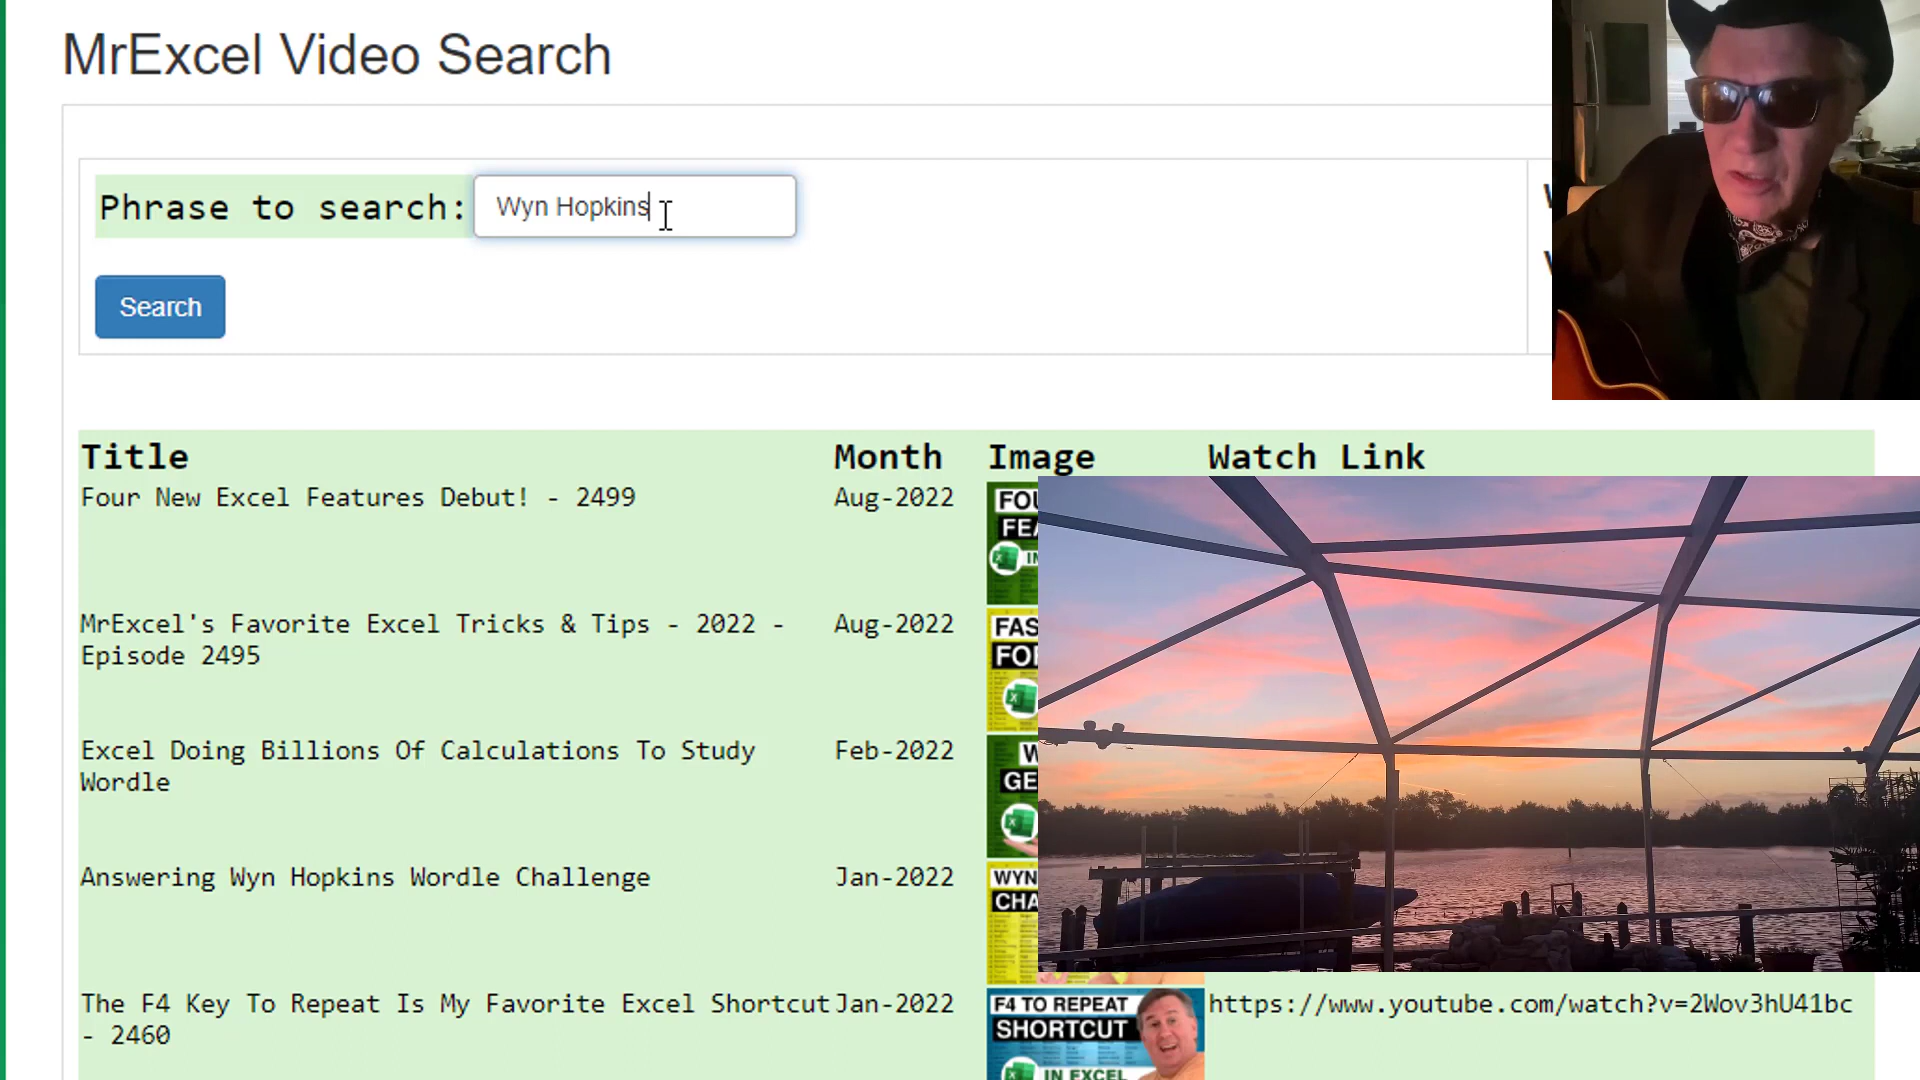 MrExcel Video Search
Phrase to search: Wyn Hopkins
Search
Title Month Image Watch Link
Four New Excel Features Debut! - 2499 Aug-2022
MrExcel's Favorite Excel Tricks & Tips - 2022 - Aug-2022
Episode 2495
Excel Doing Billions Of Calculations To Study Feb-2022
Wordle
Answering Wyn Hopkins Wordle Challenge Jan-2022
WYN
The F4 Key To Repeat Is My Favorite Excel Shortcut Jan-2022
- 2460
F4 TO REPEAT
SHORTCUT
IN EXCEL
https://www.youtube.com/watch?v=2Wov3hU41bc